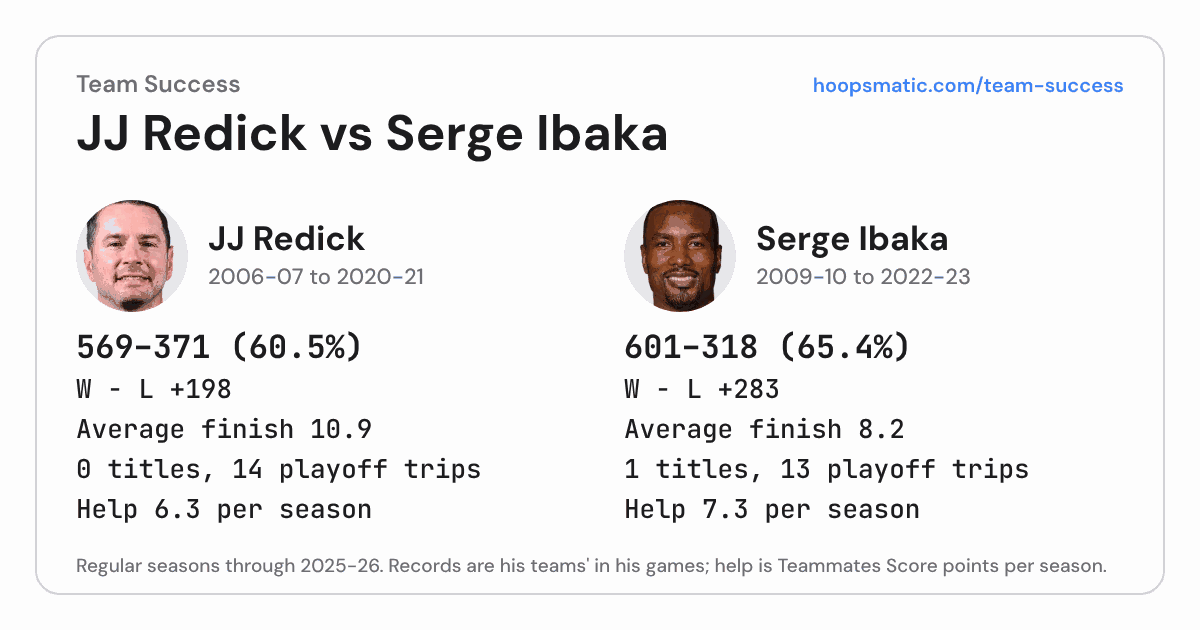 Team Success
hoopsmatic.com/team-success
JJ Redick vs Serge Ibaka
JJ Redick
2006-07 to 2020-21
569-371 (60.5%)
W - L +198
Average finish 10.9
0 titles, 14 playoff trips
Help 6.3 per season
Serge Ibaka
2009-10 to 2022-23
601-318 (65.4%)
W - L +283
Average finish 8.2
1 titles, 13 playoff trips
Help 7.3 per season
Regular seasons through 2025-26. Records are his teams' in his games; help is Teammates Score points per season.